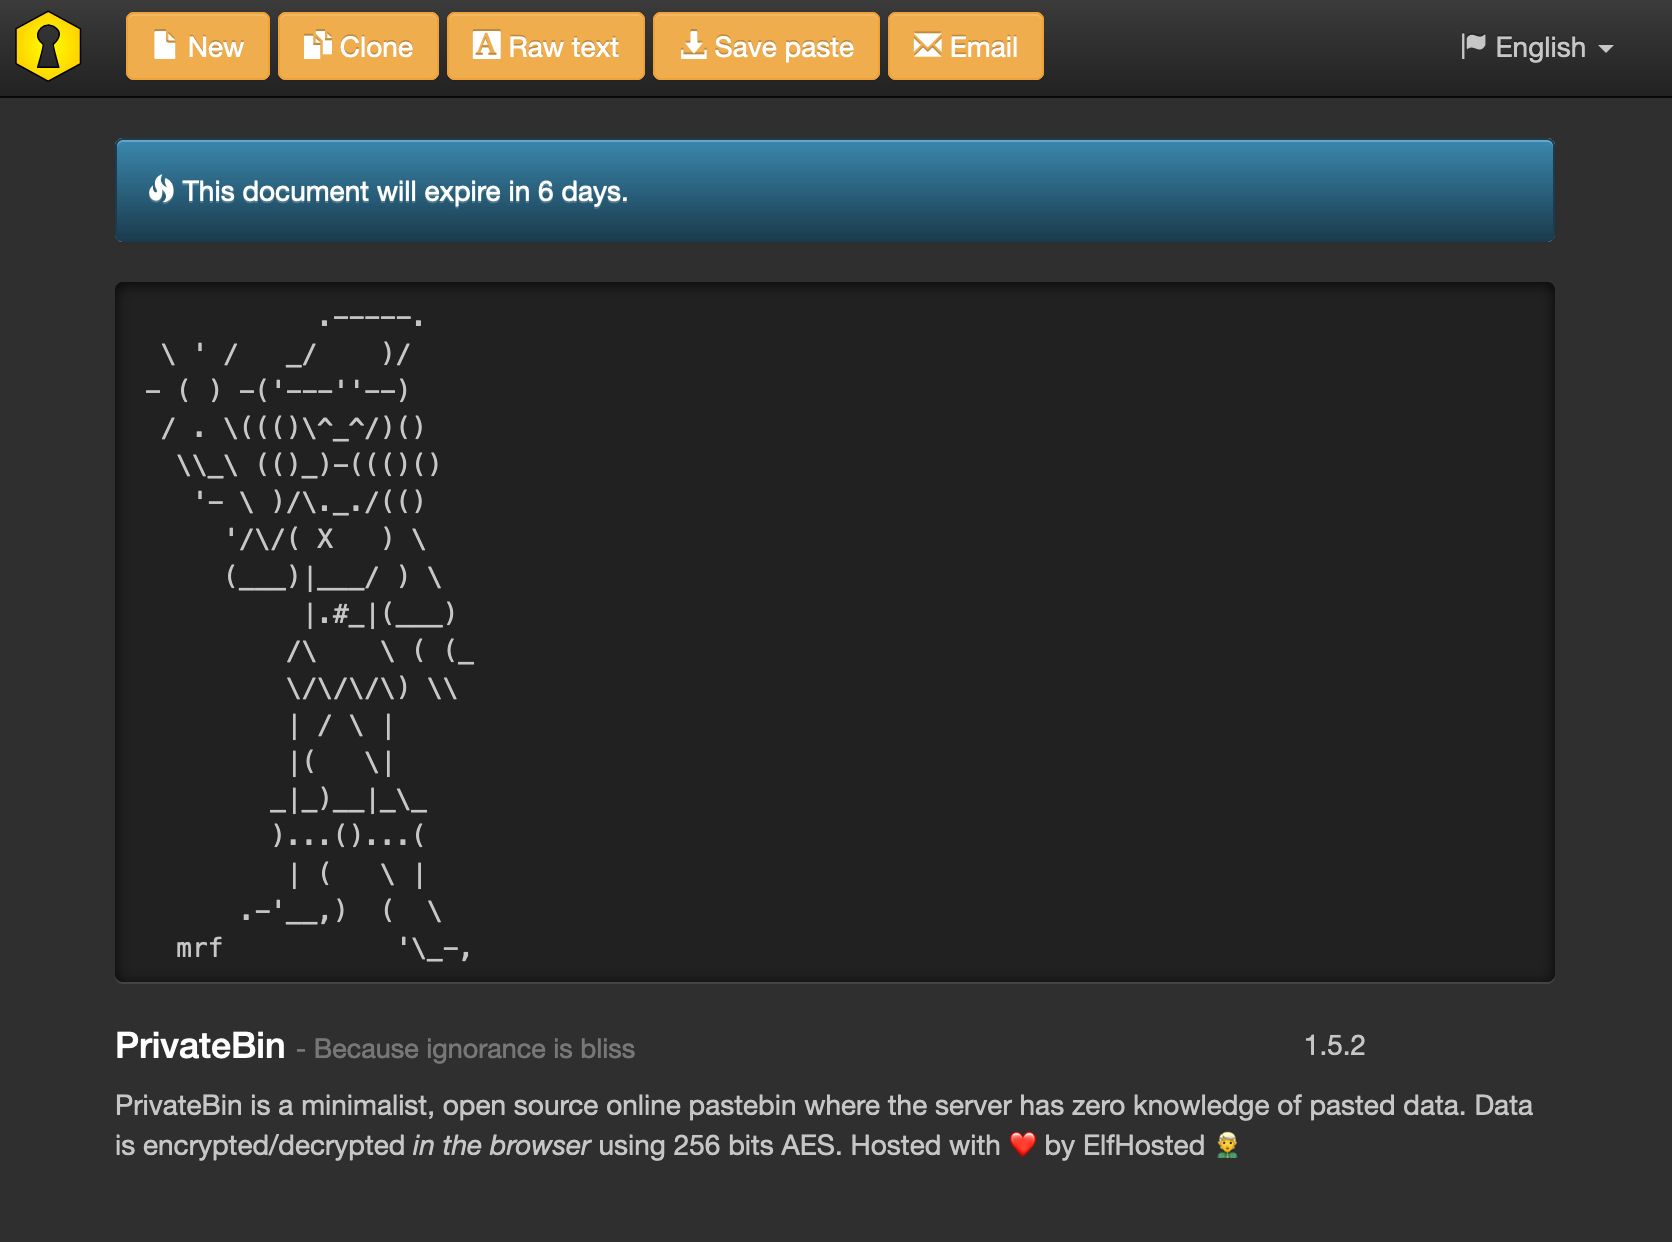 New Clone Raw text Save paste Email English
This document will expire in 6 days.
           .-----.
 \ ' /   _/    )/
- ( ) -('---''--)
 / . \((()\^_^/)()
  \\_\ (()_)-((()()
   '- \ )/\._./(()
     '/\/( X   ) \
     (___)|___/ ) \
          |.#_|(___)
         /\    \ ( (_
         \/\/\/\) \\
         | / \ |
         |(   \|
        _|_)__|_\_
        )...()...(
         | (   \ |
      .-'__,)  (  \
  mrf           '\_-,
PrivateBin - Because ignorance is bliss 1.5.2
PrivateBin is a minimalist, open source online pastebin where the server has zero knowledge of pasted data. Data
is encrypted/decrypted in the browser using 256 bits AES. Hosted with ❤️ by ElfHosted 🧝